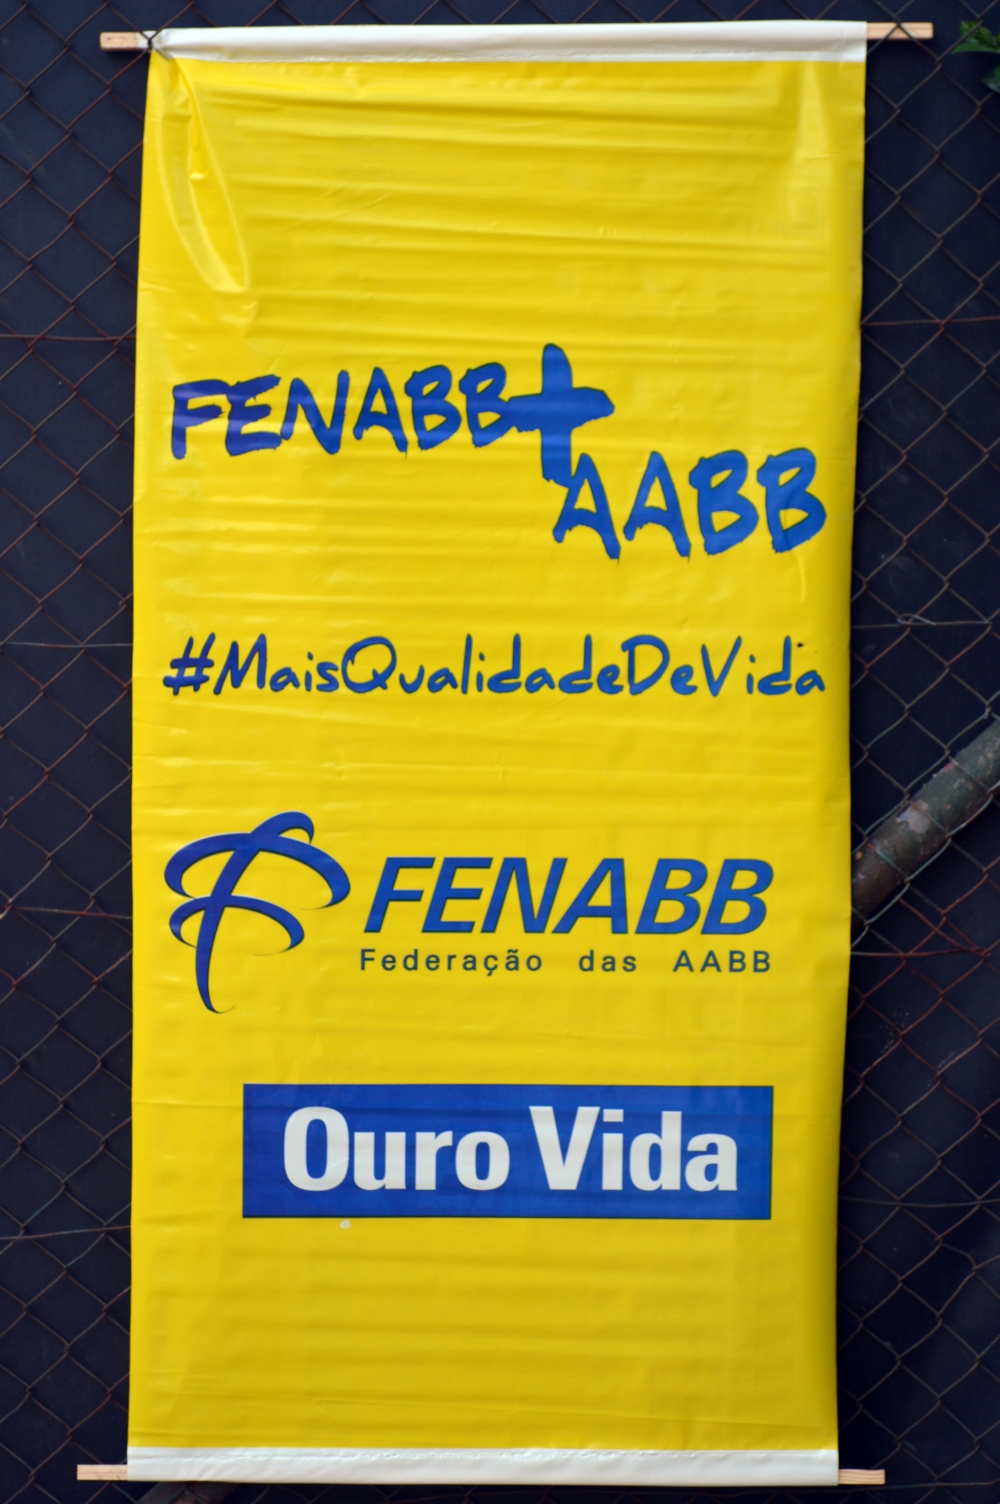 FENABB+
AABB
#MaisQualidadeDeVida
FENABB
Federação das AABB
Ouro Vida